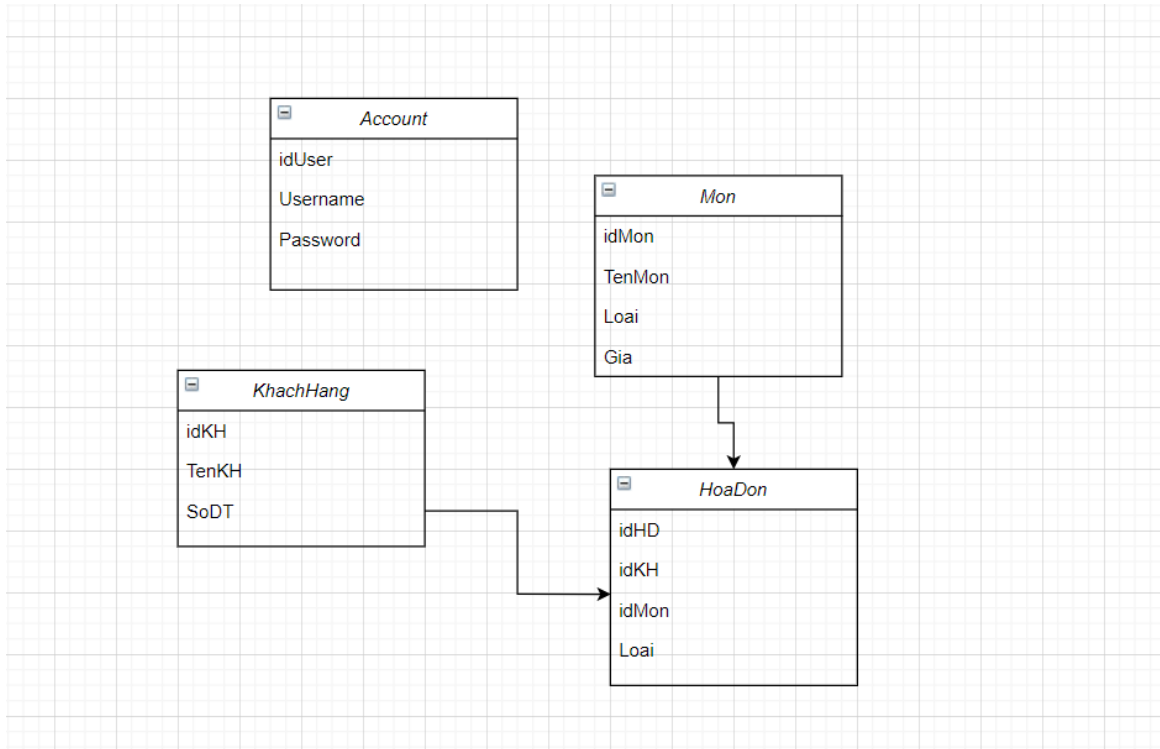 Account
idUser
Username
Password
Mon
idMon
TenMon
Loai
Gia
KhachHang
idKH
TenKH
SoDT
HoaDon
idHD
idKH
idMon
Loai